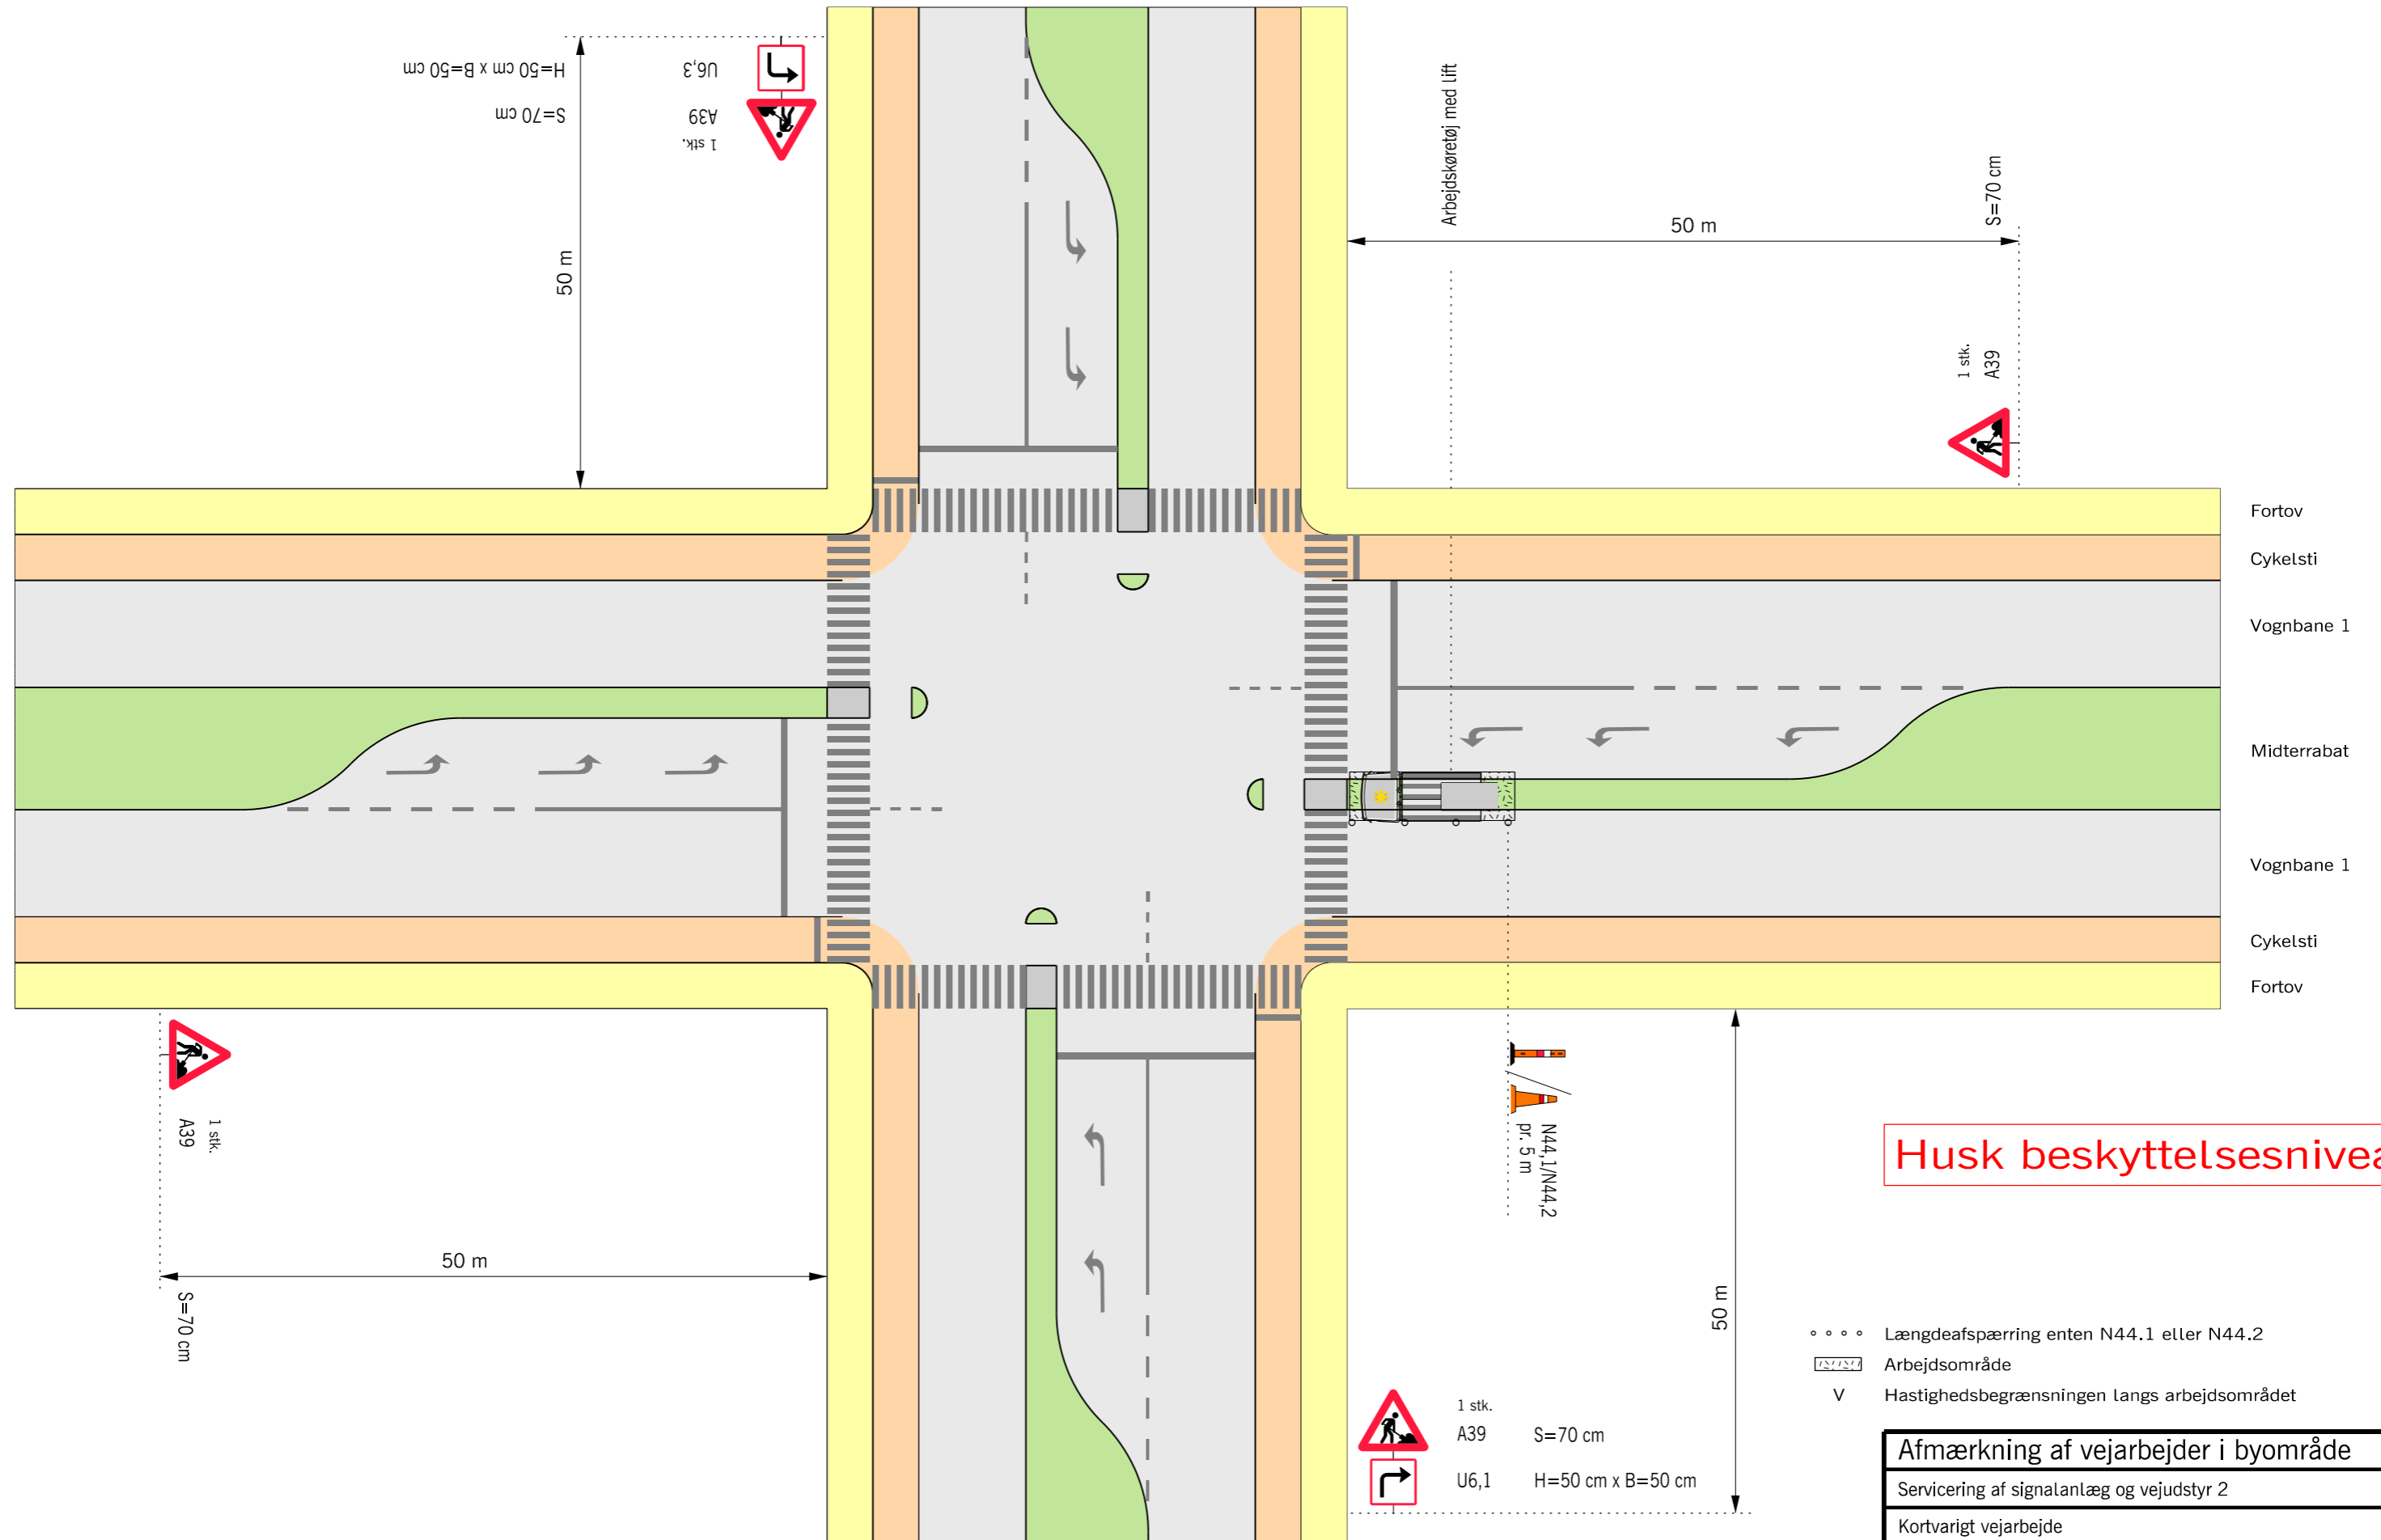 H=50 cm x B=50 cm
U6,3
S=70 cm
A39
1 stk.
50 m
Arbejdskøretøj med lift
50 m
S=70 cm
1 stk.
A39
Fortov
Cykelsti
Vognbane 1
Midterrabat
Vognbane 1
Cykelsti
Fortov
1 stk.
A39
50 m
S=70 cm
N44,1/N44,2
pr. 5 m
Husk beskyttelsesnivea
50 m
Længdeafspærring enten N44.1 eller N44.2
Arbejdsområde
V Hastighedsbegrænsningen langs arbejdsområdet
1 stk.
A39 S=70 cm
U6,1 H=50 cm x B=50 cm
Afmærkning af vejarbejder i byområde
Servicering af signalanlæg og vejudstyr 2
Kortvarigt vejarbejde